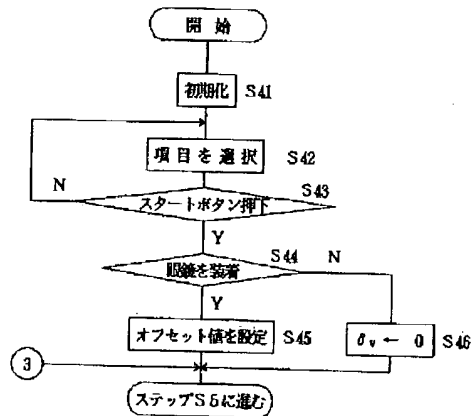 開始
初期化 S41
項目を選択 S42
S43
N スタートボタン押下
Y
S44 N
眼鏡を装着
Y
オフセット値を設定 S45
δv ← 0 S46
3
ステップS5に進む